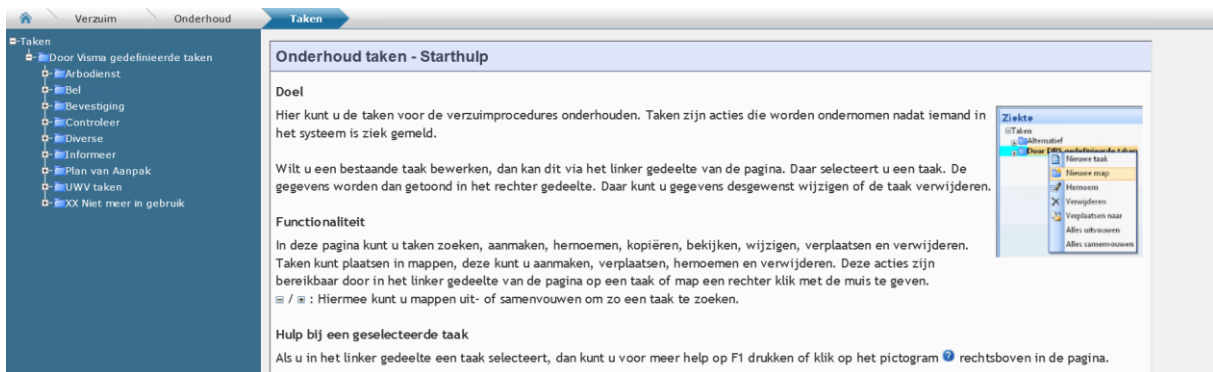 Verzuim Onderhoud Taken
Taken
Door Visma gedefinieerde taken
Arbodienst
Bel
Bevestiging
Controleer
Diverse
Informeer
Plan van Aanpak
UWV taken
XX Niet meer in gebruik
Onderhoud taken - Starthulp
Doel
Hier kunt u de taken voor de verzuimprocedures onderhouden. Taken zijn acties die worden ondernomen nadat iemand in
het systeem is ziek gemeld.
Wilt u een bestaande taak bewerken, dan kan dit via het linker gedeelte van de pagina. Daar selecteert u een taak. De
gegevens worden dan getoond in het rechter gedeelte. Daar kunt u gegevens desgewenst wijzigen of de taak verwijderen.
Ziekte
Taken
Alternatief
Door DBS gedefinieerde taken
Nieuwe taak
Nieuwe map
Hernoem
Verwijderen
Verplaatsen naar
Alles uitvouwen
Alles samenvouwen
Functionaliteit
In deze pagina kunt u taken zoeken, aanmaken, hernoemen, kopiëren, bekijken, wijzigen, verplaatsen en verwijderen.
Taken kunt plaatsen in mappen, deze kunt u aanmaken, verplaatsen, hernoemen en verwijderen. Deze acties zijn
bereikbaar door in het linker gedeelte van de pagina op een taak of map een rechter klik met de muis te geven.
/ : Hiermee kunt u mappen uit- of samenvouwen om zo een taak te zoeken.
Hulp bij een geselecteerde taak
Als u in het linker gedeelte een taak selecteert, dan kunt u voor meer help op F1 drukken of klik op het pictogram ? rechtsboven in de pagina.